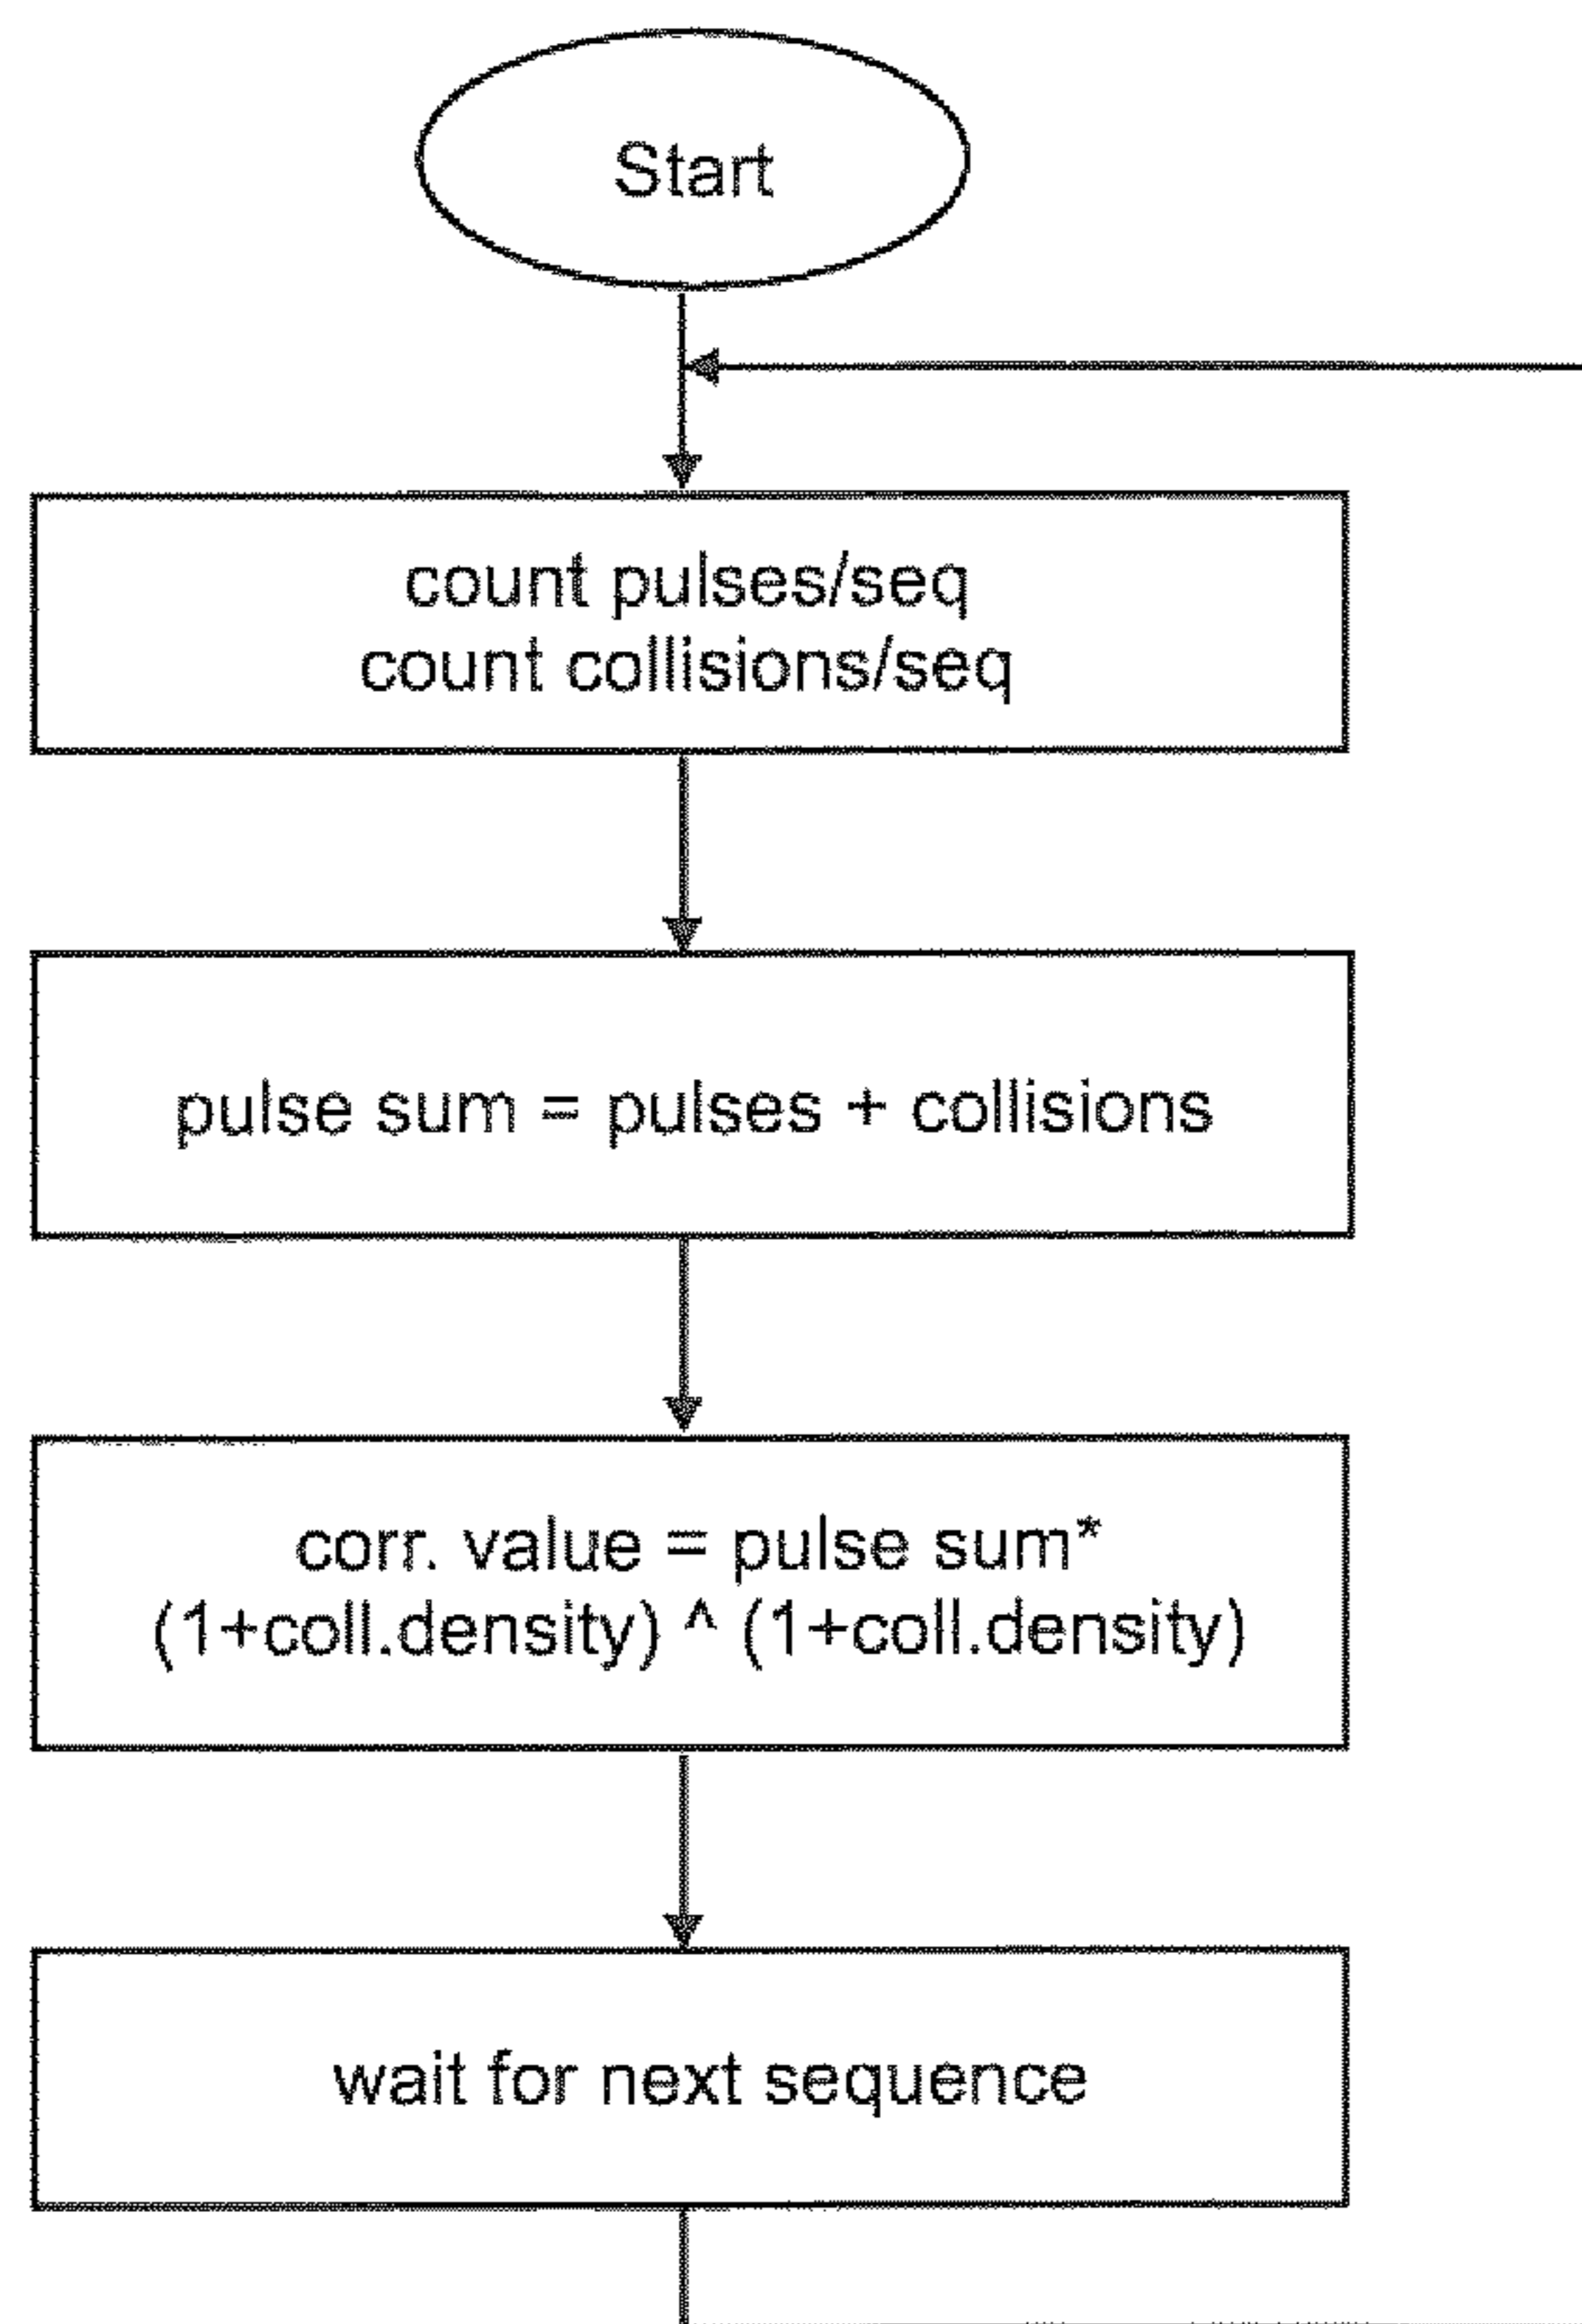 Start
count pulses/seq
count collisions/seq
pulse sum = pulses + collisions
corr. value = pulse sum*
(1+coll.density) ^ (1+coll.density)
wait for next sequence